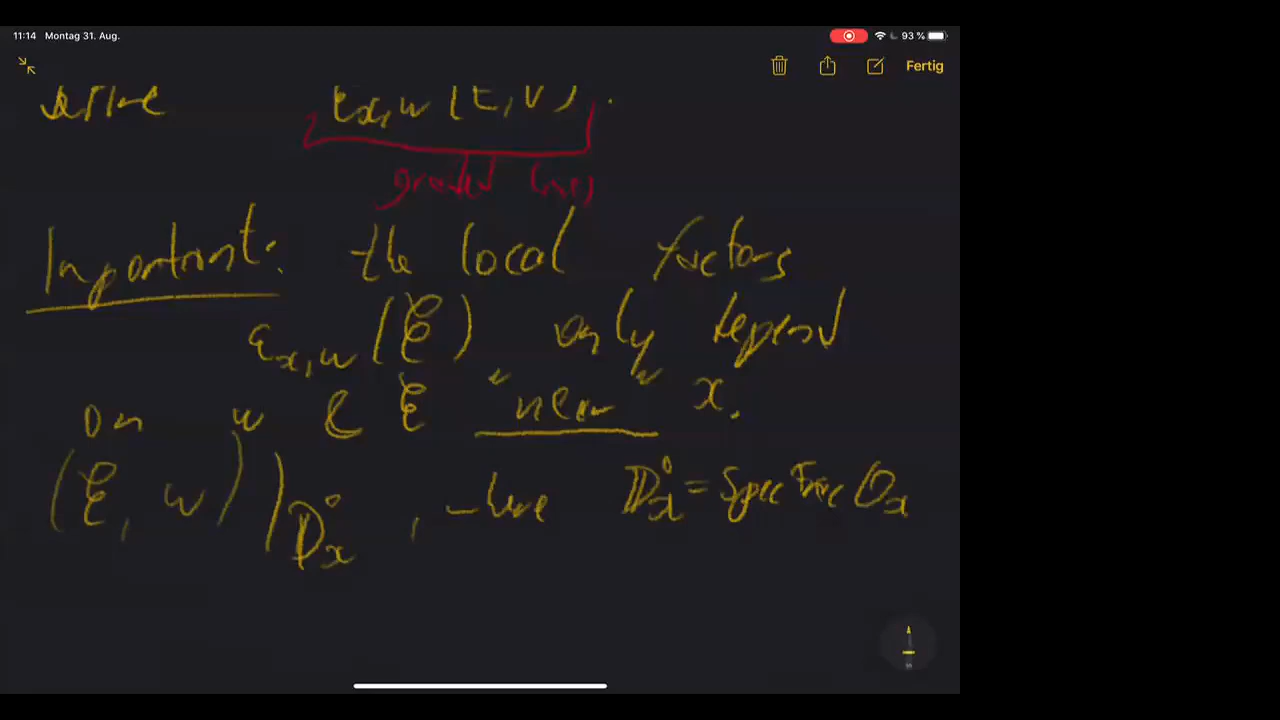 11:14 Montag 31. Aug. 93 %
Fertig
define ε_{x,w}(E,∇).
graded line
Important: the local factors
ε_{x,w}(ℰ) only depend
on w & ℰ "near" x.
(ℰ, w)|_{𝔻°_x}, where 𝔻°_x = Spec Frac O_x